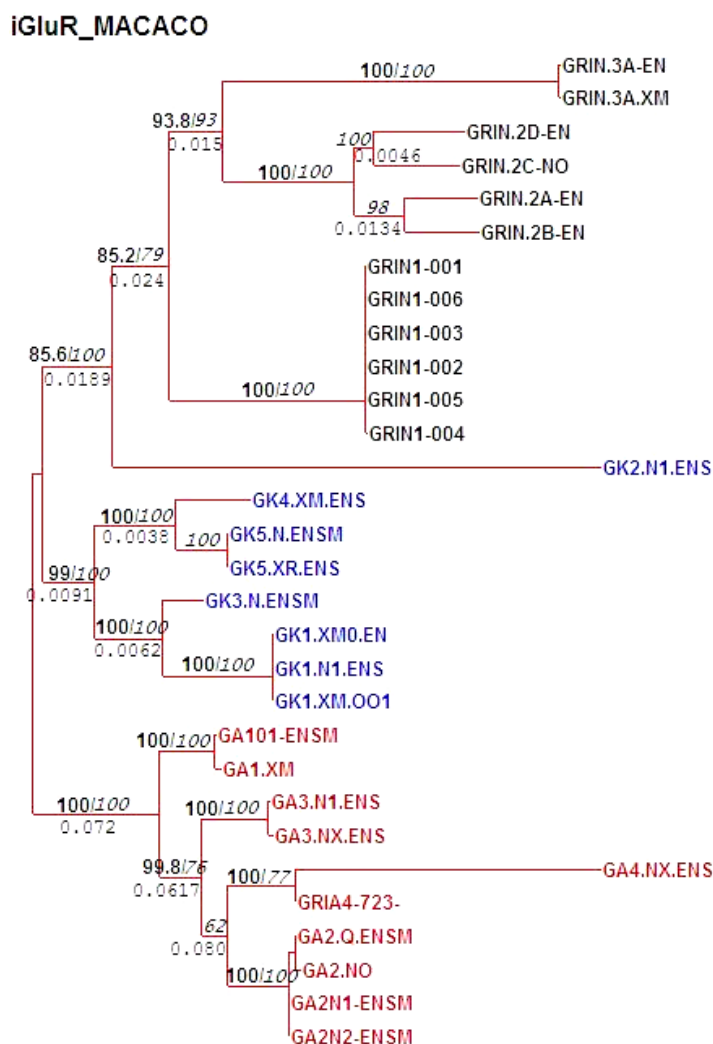 iGluR_MACACO
GRIN.3A-EN
100/100
GRIN.3A.XM
93.8/93
0.015
100
GRIN.2D-EN
0.0046
GRIN.2C-NO
100/100
98
GRIN.2A-EN
0.0134
GRIN.2B-EN
85.2/79
0.024
GRIN1-001
GRIN1-006
GRIN1-003
85.6/100
0.0189
GRIN1-002
100/100
GRIN1-005
GRIN1-004
GK2.N1.ENS
GK4.XM.ENS
100/100
0.0038
100
GK5.N.ENSM
GK5.XR.ENS
99/100
0.0091
GK3.N.ENSM
100/100
0.0062
GK1.XM0.EN
100/100
GK1.N1.ENS
GK1.XM.OO1
GA101-ENSM
100/100
GA1.XM
100/100
0.072
GA3.N1.ENS
100/100
GA3.NX.ENS
99.8/76
0.0617
GA4.NX.ENS
100/77
GRIA4-723-
62
0.080
GA2.Q.ENSM
GA2.NO
100/100
GA2N1-ENSM
GA2N2-ENSM